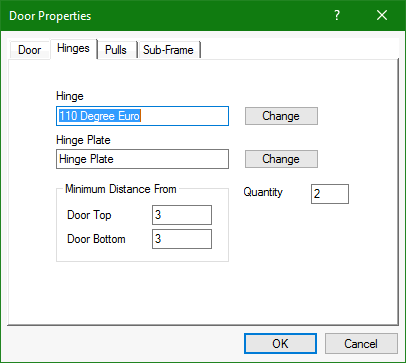 Door Properties
Door Hinges Pulls Sub-Frame
Hinge
110 Degree Euro Change
Hinge Plate
Hinge Plate Change
Minimum Distance From Quantity 2
Door Top 3
Door Bottom 3
OK Cancel